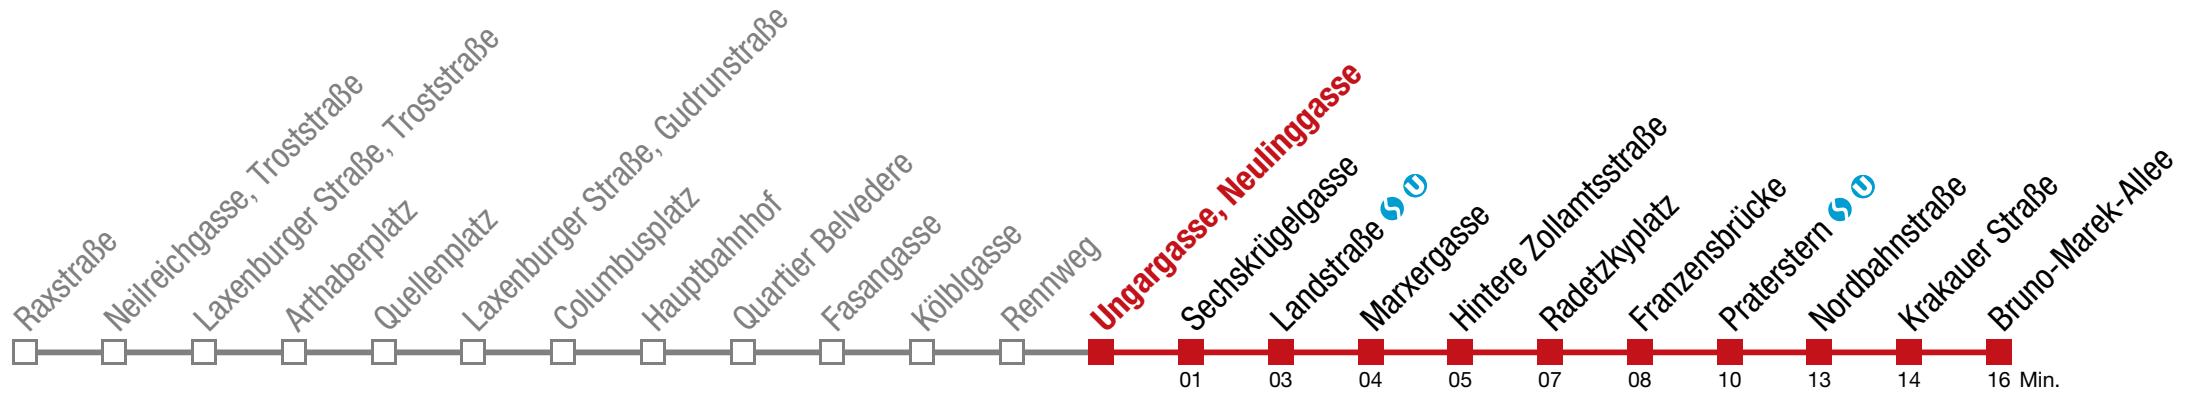 Raxstraße
Neilreichgasse, Troststraße
Laxenburger Straße, Troststraße
Arthaberplatz
Quellenplatz
Laxenburger Straße, Gudrunstraße
Columbusplatz
Hauptbahnhof
Quartier Belvedere
Fasangasse
Kölblgasse
Rennweg
Ungargasse, Neulinggasse
Sechskrügelgasse
Landstraße S U
Marxergasse
Hintere Zollamtsstraße
Radetzkyplatz
Franzensbrücke
Praterstern S U
Nordbahnstraße
Krakauer Straße
Bruno-Marek-Allee
01 03 04 05 07 08 10 13 14 16 Min.